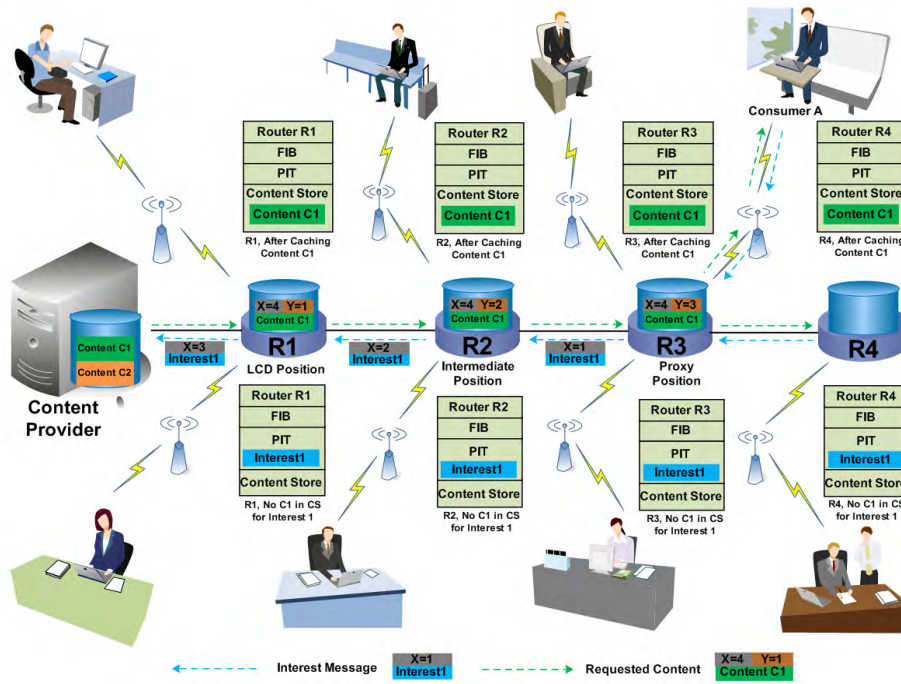 Consumer A
Router R1
FIB
PIT
Content Store
Content C1
R1, After Caching
Content C1
Router R2
FIB
PIT
Content Store
Content C1
R2, After Caching
Content C1
Router R3
FIB
PIT
Content Store
Content C1
R3, After Caching
Content C1
Router R4
FIB
PIT
Content Store
Content C1
R4, After Caching
Content C1
Content C1
Content C2
Content
Provider
X=3
Interest1
X=4 Y=1
Content C1
R1
LCD Position
X=2
Interest1
X=4 Y=2
Content C1
R2
Intermediate
Position
X=1
Interest1
X=4 Y=3
Content C1
R3
Proxy
Position
R4
Router R1
FIB
PIT
Interest1
Content Store
R1, No C1 in CS
for Interest 1
Router R2
FIB
PIT
Interest1
Content Store
R2, No C1 in CS
for Interest 1
Router R3
FIB
PIT
Interest1
Content Store
R3, No C1 in CS
for Interest 1
Router R4
FIB
PIT
Interest1
Content Store
R4, No C1 in CS
for Interest 1
Interest Message
X=1
Interest1
Requested Content
X=4 Y=1
Content C1